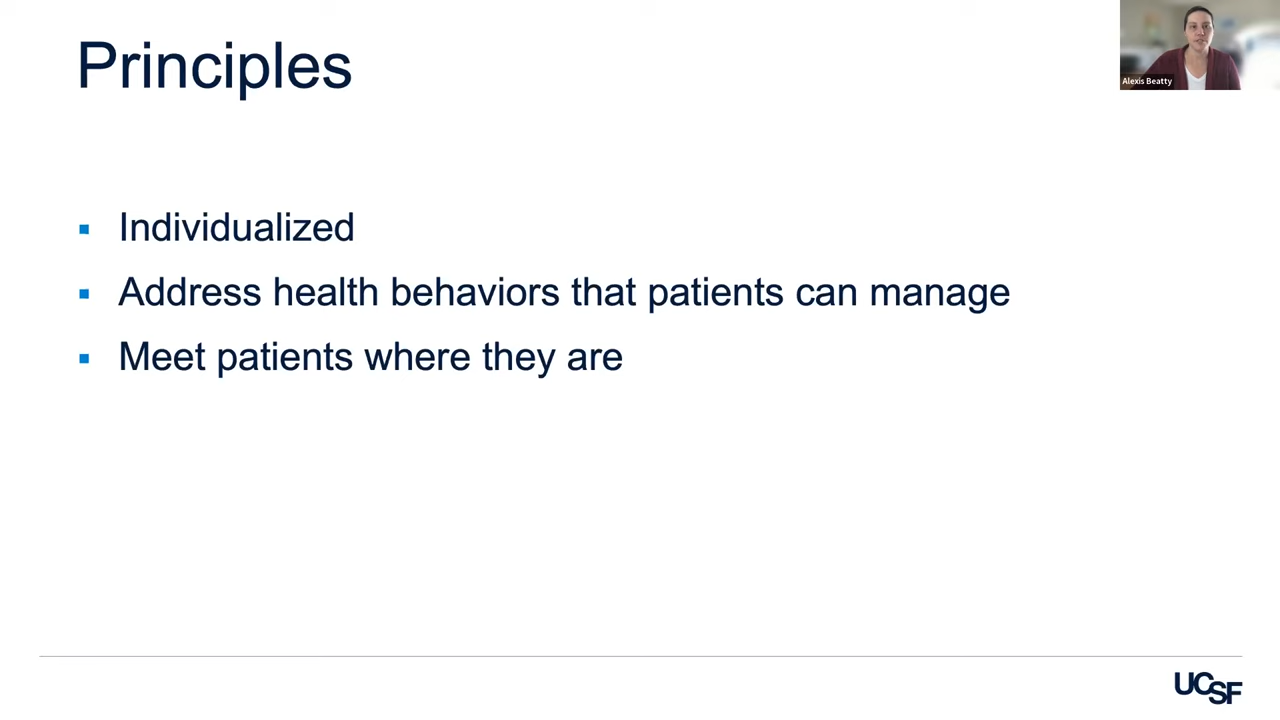 Principles
Alexis Beatty
Individualized
Address health behaviors that patients can manage
Meet patients where they are
UCSF